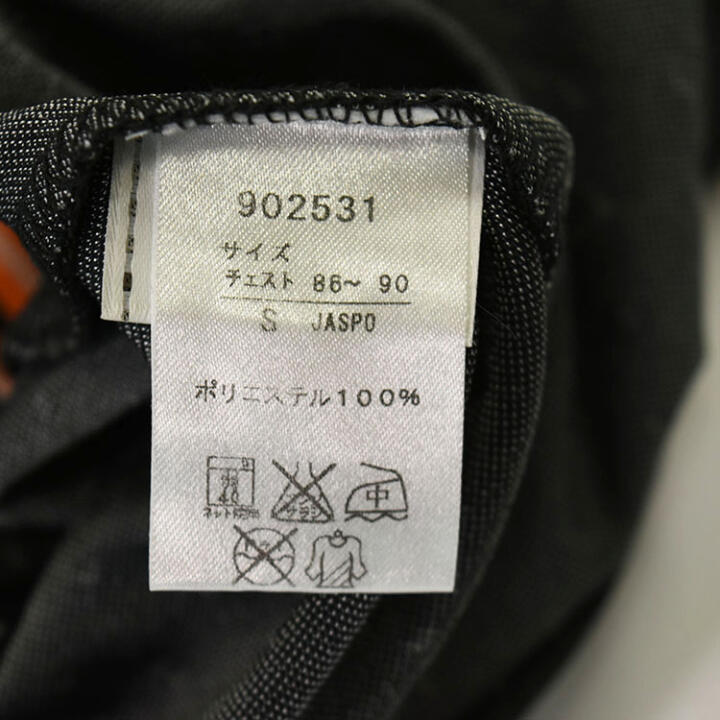 902531
サイズ
チェスト 86～ 90
S JASPO
ポリエステル100%
中